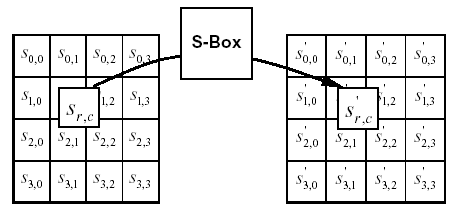 S-Box
s0,0 s0,1 s0,2 s0,3 s'0,0 s'0,1 s'0,2 s'0,3
s1,0 sr,c 1,2 s1,3 s'1,0 s'r,c s'1,2 s'1,3
s2,0 s2,1 s2,2 s2,3 s'2,0 s'2,1 s'2,2 s'2,3
s3,0 s3,1 s3,2 s3,3 s'3,0 s'3,1 s'3,2 s'3,3